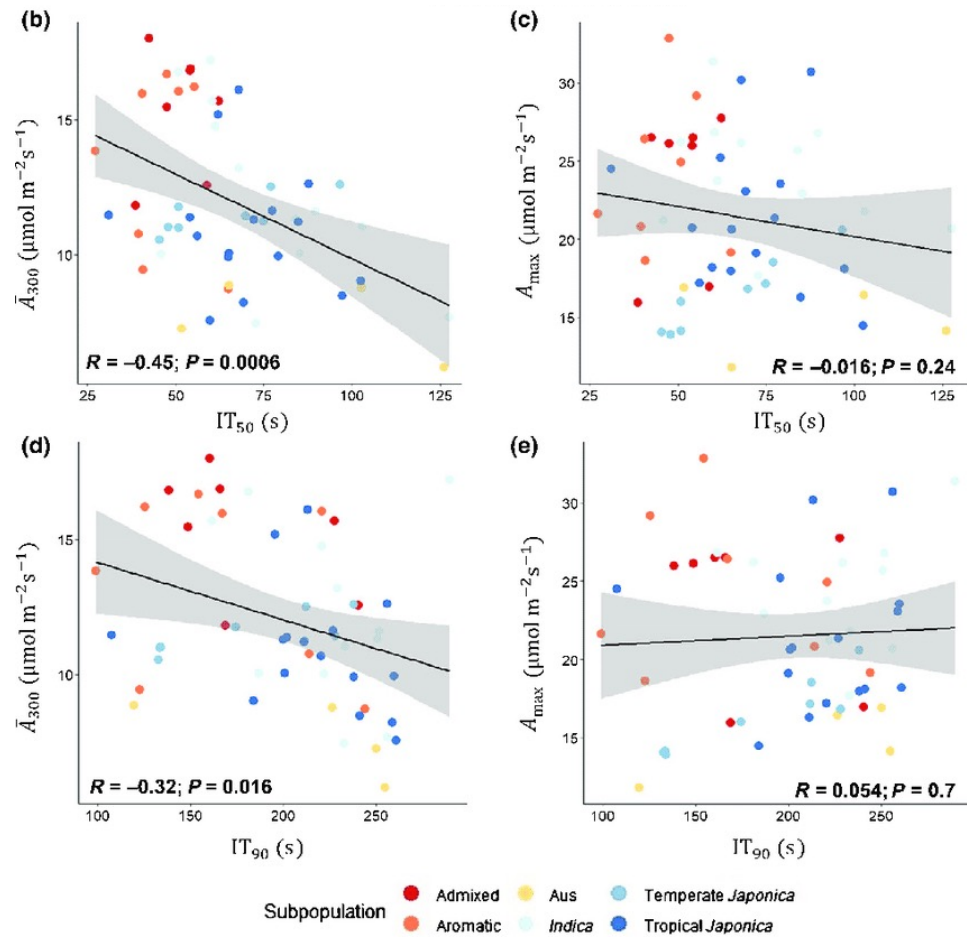 (b)
15
10
Ā₃₀₀ (µmol m⁻²s⁻¹)
R = –0.45; P = 0.0006
25 50 75 100 125
IT₅₀ (s)
(c)
30
25
20
15
Aₘₐₓ (µmol m⁻²s⁻¹)
R = –0.016; P = 0.24
25 50 75 100 125
IT₅₀ (s)
(d)
15
10
Ā₃₀₀ (µmol m⁻²s⁻¹)
R = –0.32; P = 0.016
100 150 200 250
IT₉₀ (s)
(e)
30
25
20
15
Aₘₐₓ (µmol m⁻²s⁻¹)
R = 0.054; P = 0.7
100 150 200 250
IT₉₀ (s)
Subpopulation
Admixed Aus Temperate Japonica
Aromatic Indica Tropical Japonica